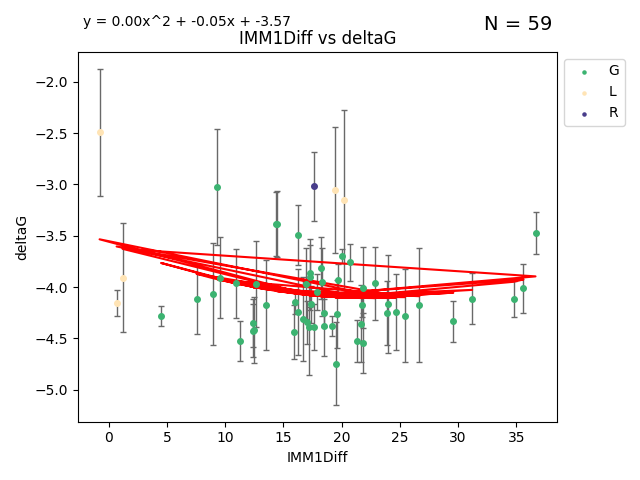 y = 0.00x^2 + -0.05x + -3.57
N = 59
IMM1Diff vs deltaG
G
L
R
deltaG
−2.0
−2.5
−3.0
−3.5
−4.0
−4.5
−5.0
0 5 10 15 20 25 30 35
IMM1Diff